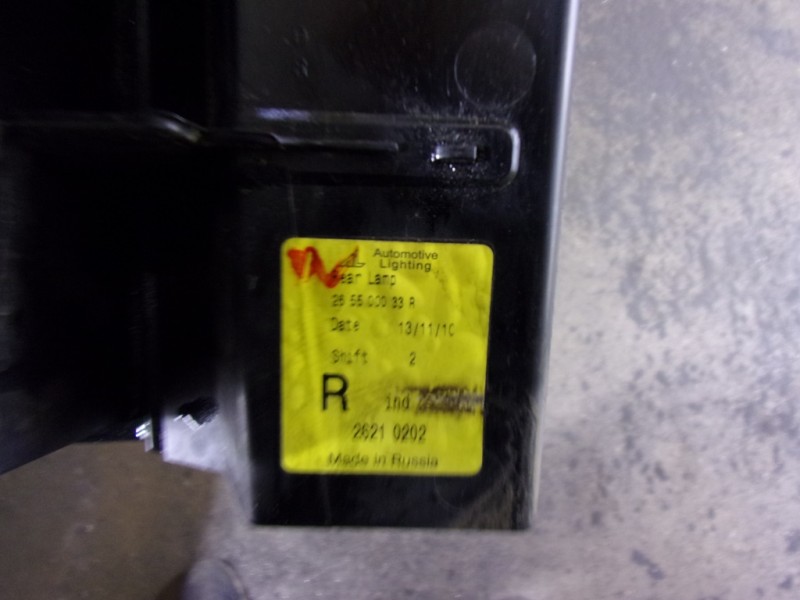 Automotive
Lighting
Rear Lamp
26 55 000 33 R
Date 13/11/10
Shift 2
R ind
2621 0202
Made in Russia